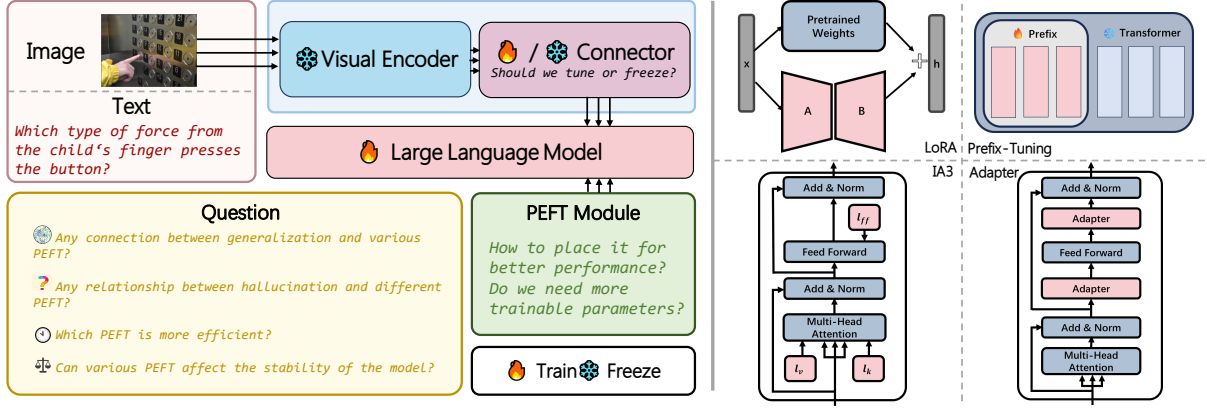 Image
Text
Which type of force from
the child's finger presses
the button?
Visual Encoder
/ Connector
Should we tune or freeze?
Large Language Model
Question
Any connection between generalization and various
PEFT?
Any relationship between hallucination and different
PEFT?
Which PEFT is more efficient?
Can various PEFT affect the stability of the model?
PEFT Module
How to place it for
better performance?
Do we need more
trainable parameters?
Train Freeze
x
Pretrained
Weights
A
B
h
LoRA
Prefix
Transformer
Prefix-Tuning
IA3
Add & Norm
l_ff
Feed Forward
Add & Norm
Multi-Head
Attention
l_v
l_k
Adapter
Add & Norm
Adapter
Feed Forward
Adapter
Add & Norm
Multi-Head
Attention